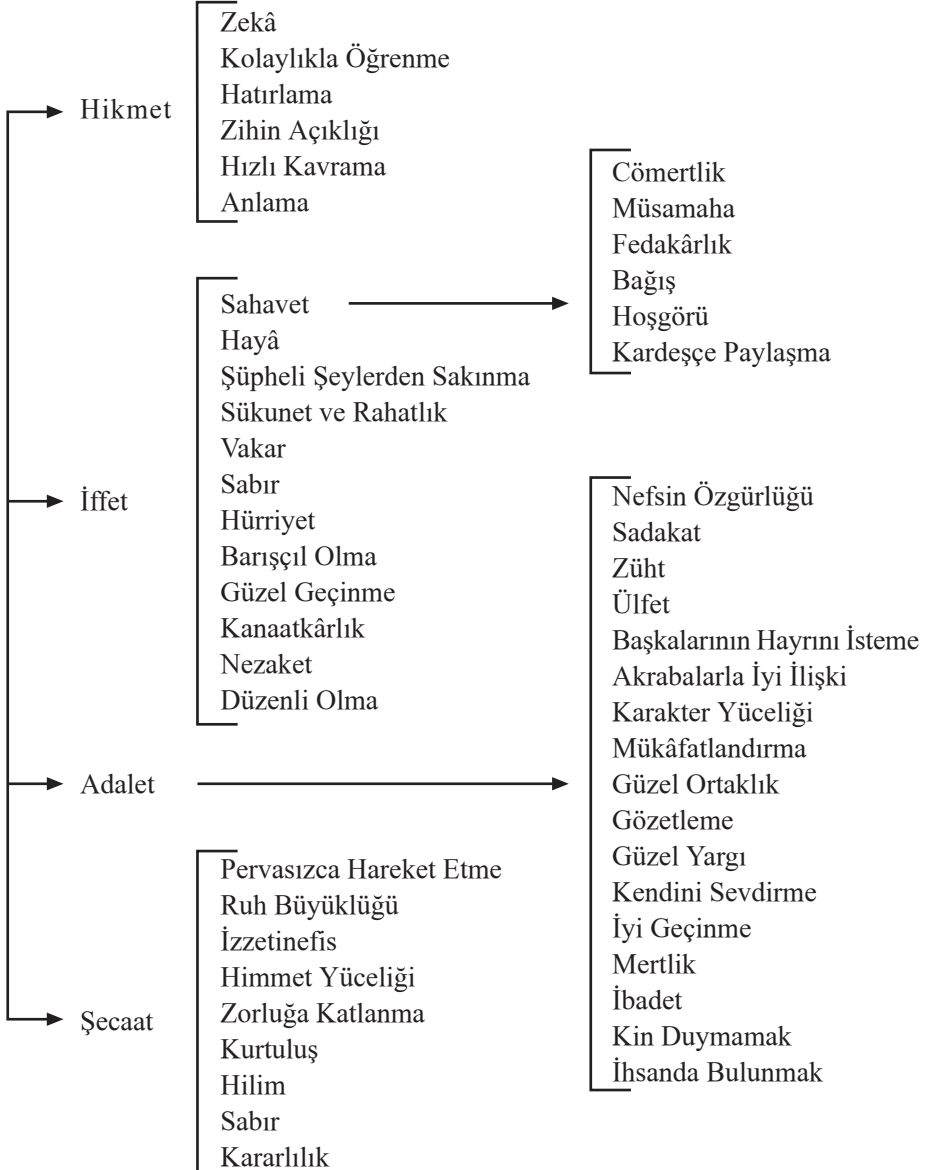 Hikmet
Zekâ
Kolaylıkla Öğrenme
Hatırlama
Zihin Açıklığı
Hızlı Kavrama
Anlama
İffet
Sahavet
Hayâ
Şüpheli Şeylerden Sakınma
Sükunet ve Rahatlık
Vakar
Sabır
Hürriyet
Barışçıl Olma
Güzel Geçinme
Kanaatkârlık
Nezaket
Düzenli Olma
Cömertlik
Müsamaha
Fedakârlık
Bağış
Hoşgörü
Kardeşçe Paylaşma
Adalet
Nefsin Özgürlüğü
Sadakat
Züht
Ülfet
Başkalarının Hayrını İsteme
Akrabalarla İyi İlişki
Karakter Yüceliği
Mükâfatlandırma
Güzel Ortaklık
Gözetleme
Güzel Yargı
Kendini Sevdirme
İyi Geçinme
Mertlik
İbadet
Kin Duymamak
İhsanda Bulunmak
Şecaat
Pervasızca Hareket Etme
Ruh Büyüklüğü
İzzetinefis
Himmet Yüceliği
Zorluğa Katlanma
Kurtuluş
Hilim
Sabır
Kararlılık